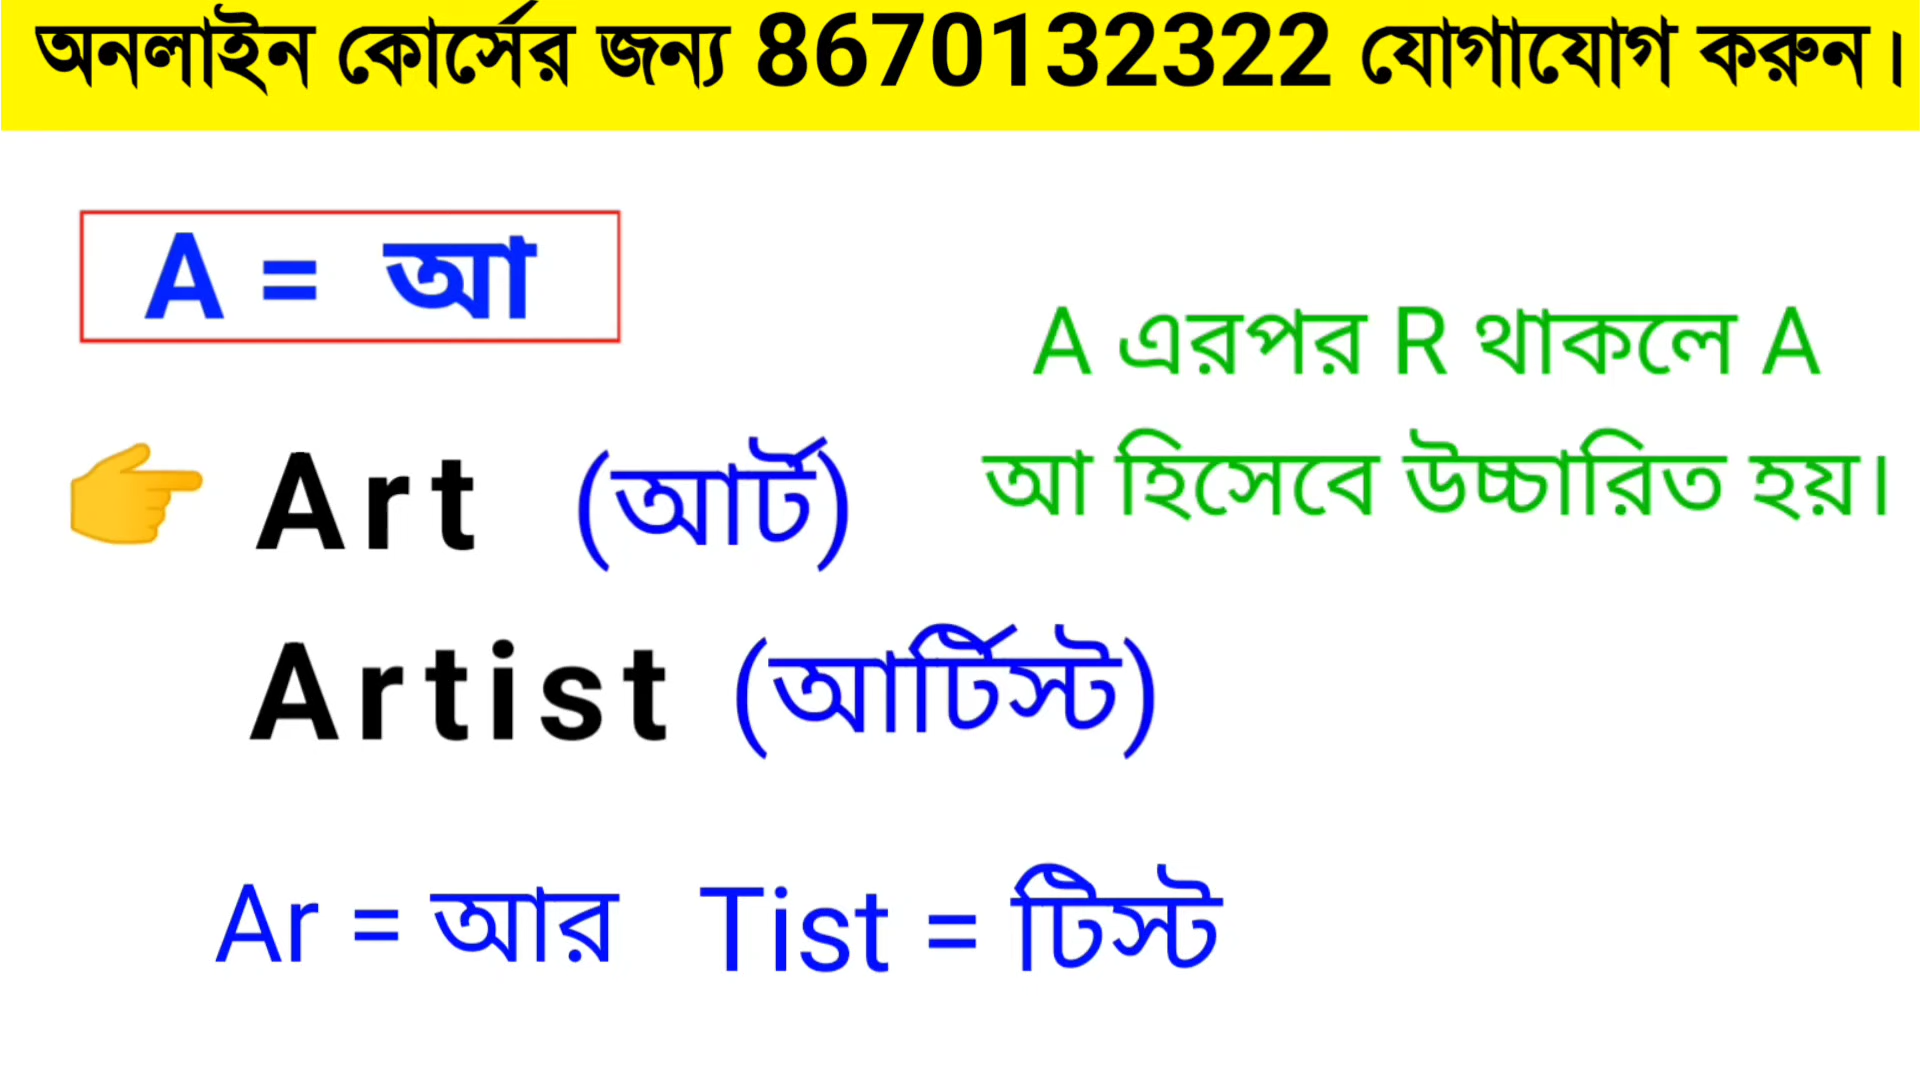 অনলাইন কোর্সের জন্য 8670132322 যোগাযোগ করুন।
A = আ
A এরপর R থাকলে A
আ হিসেবে উচ্চারিত হয়।
Art (আর্ট)
Artist (আর্টিস্ট)
Ar = আর Tist = টিস্ট